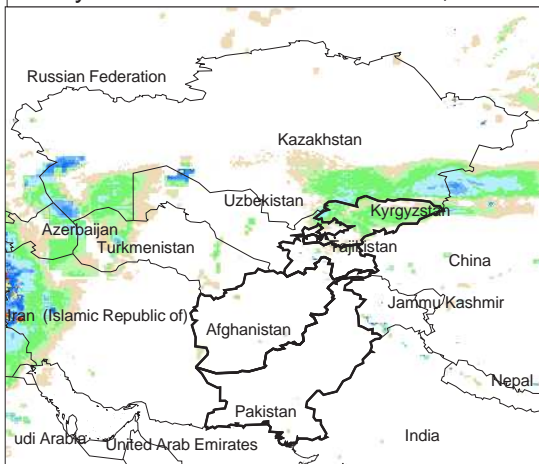 Russian Federation
Kazakhstan
Uzbekistan
Kyrgyzstan
Azerbaijan
Turkmenistan
Tajikistan
China
Jammu Kashmir
Iran (Islamic Republic of)
Afghanistan
Nepal
Pakistan
udi Arabia
United Arab Emirates
India